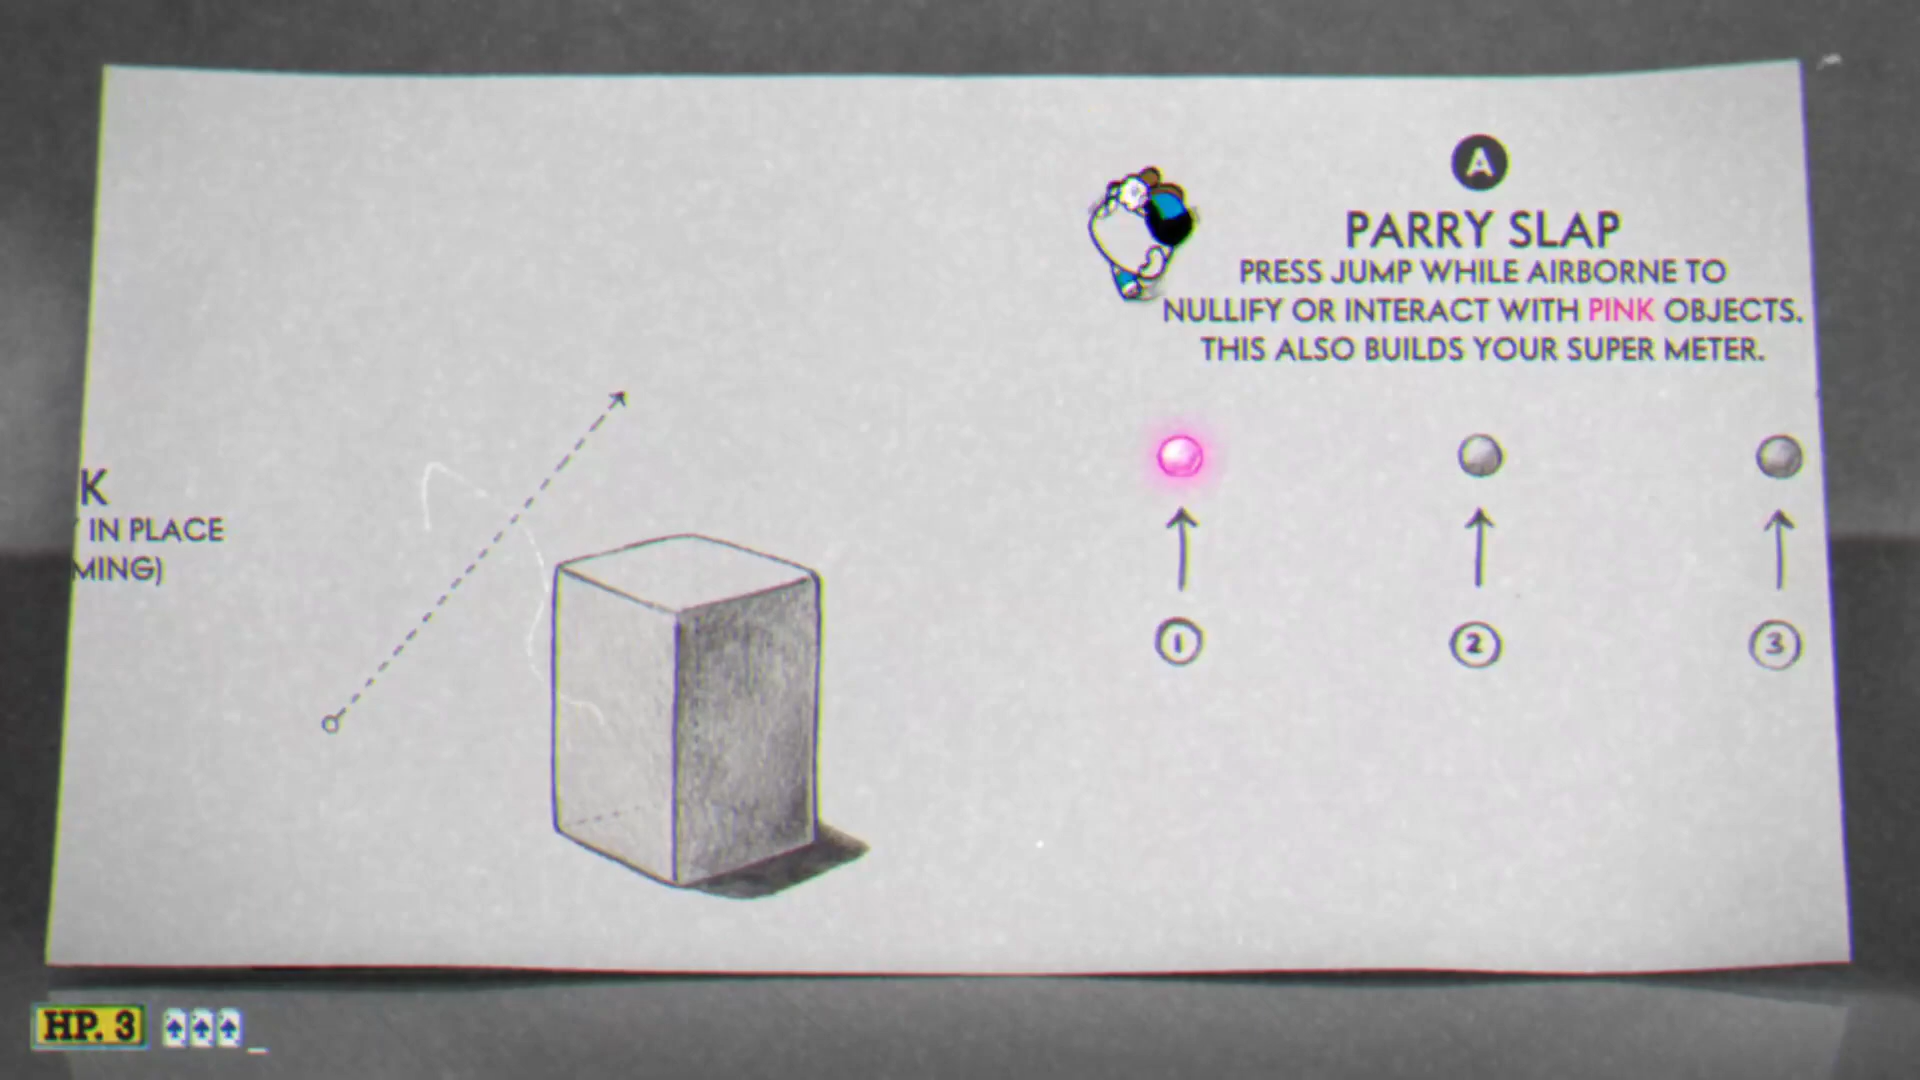 K
IN PLACE
MING)
A
PARRY SLAP
PRESS JUMP WHILE AIRBORNE TO
NULLIFY OR INTERACT WITH PINK OBJECTS.
THIS ALSO BUILDS YOUR SUPER METER.
1 2 3
HP. 3